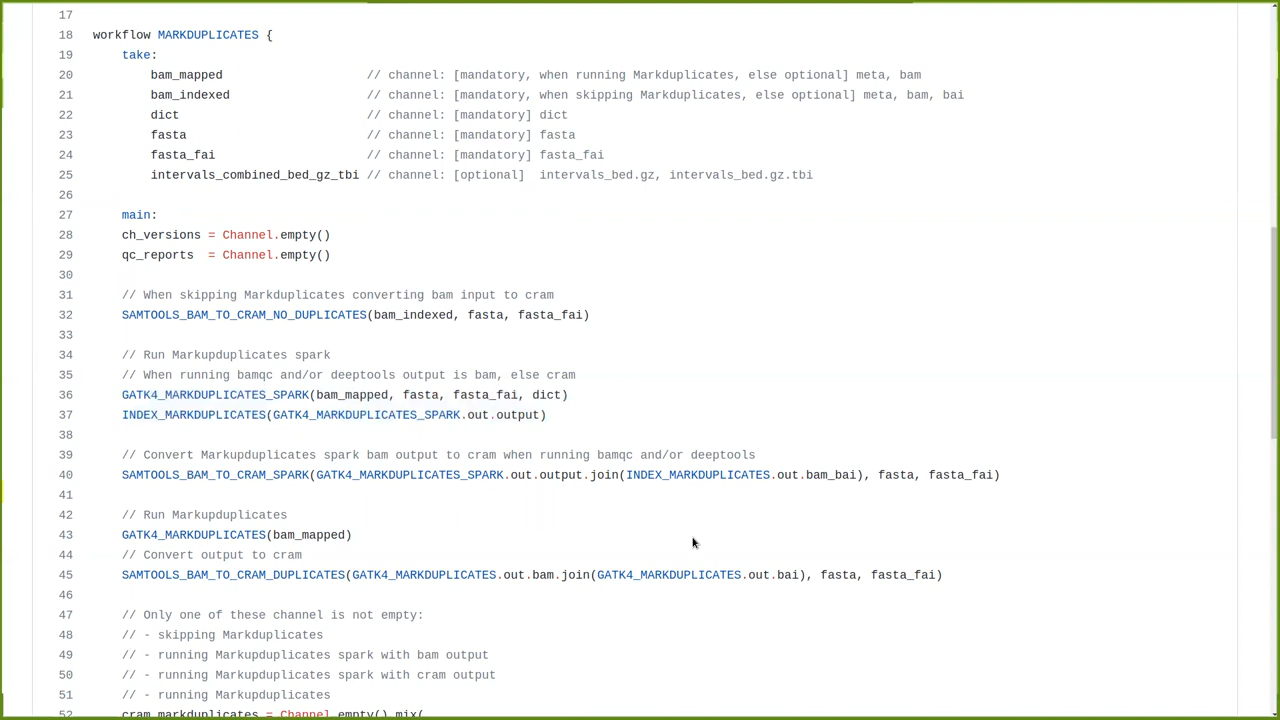 17
18 workflow MARKDUPLICATES {
19 take:
20 bam_mapped // channel: [mandatory, when running Markduplicates, else optional] meta, bam
21 bam_indexed // channel: [mandatory, when skipping Markduplicates, else optional] meta, bam, bai
22 dict // channel: [mandatory] dict
23 fasta // channel: [mandatory] fasta
24 fasta_fai // channel: [mandatory] fasta_fai
25 intervals_combined_bed_gz_tbi // channel: [optional]  intervals_bed.gz, intervals_bed.gz.tbi
26
27 main:
28 ch_versions = Channel.empty()
29 qc_reports  = Channel.empty()
30
31 // When skipping Markduplicates converting bam input to cram
32 SAMTOOLS_BAM_TO_CRAM_NO_DUPLICATES(bam_indexed, fasta, fasta_fai)
33
34 // Run Markupduplicates spark
35 // When running bamqc and/or deeptools output is bam, else cram
36 GATK4_MARKDUPLICATES_SPARK(bam_mapped, fasta, fasta_fai, dict)
37 INDEX_MARKDUPLICATES(GATK4_MARKDUPLICATES_SPARK.out.output)
38
39 // Convert Markupduplicates spark bam output to cram when running bamqc and/or deeptools
40 SAMTOOLS_BAM_TO_CRAM_SPARK(GATK4_MARKDUPLICATES_SPARK.out.output.join(INDEX_MARKDUPLICATES.out.bam_bai), fasta, fasta_fai)
41
42 // Run Markupduplicates
43 GATK4_MARKDUPLICATES(bam_mapped)
44 // Convert output to cram
45 SAMTOOLS_BAM_TO_CRAM_DUPLICATES(GATK4_MARKDUPLICATES.out.bam.join(GATK4_MARKDUPLICATES.out.bai), fasta, fasta_fai)
46
47 // Only one of these channel is not empty:
48 // - skipping Markduplicates
49 // - running Markupduplicates spark with bam output
50 // - running Markupduplicates spark with cram output
51 // - running Markupduplicates
52 cram_markduplicates = Channel.empty().mix(